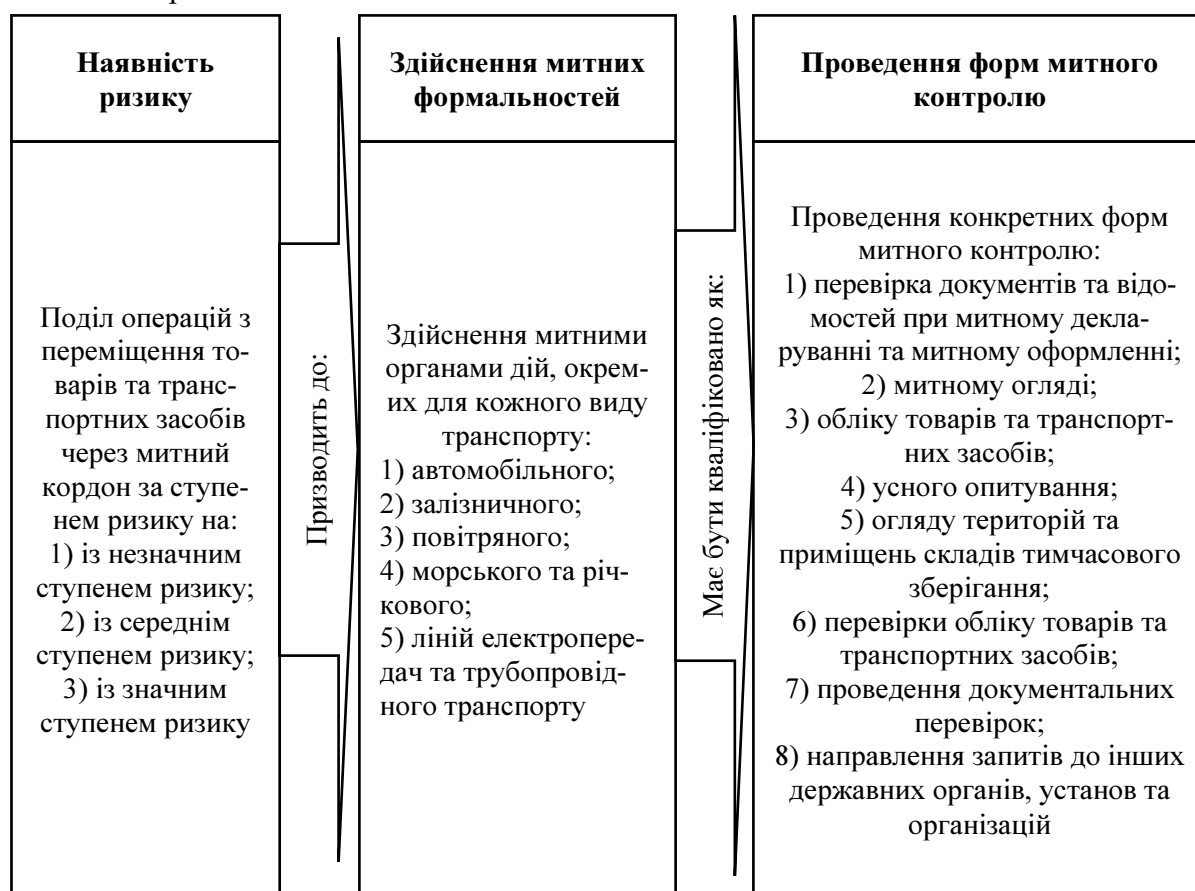 Наявність
ризику
Поділ операцій з
переміщення то-
варів та транс-
портних засобів
через митний
кордон за ступе-
нем ризику на:
1) із незначним
ступенем ризику;
2) із середнім
ступенем ризику;
3) із значним
ступенем ризику
Призводить до:
Здійснення митних
формальностей
Здійснення митними
органами дій, окрем-
их для кожного виду
транспорту:
1) автомобільного;
2) залізничного;
3) повітряного;
4) морського та річ-
кового;
5) ліній електропере-
дач та трубопровід-
ного транспорту
Має бути кваліфіковано як:
Проведення форм митного
контролю
Проведення конкретних форм
митного контролю:
1) перевірка документів та відо-
мостей при митному декла-
руванні та митному оформленні;
2) митному огляді;
3) обліку товарів та транспорт-
них засобів;
4) усного опитування;
5) огляду територій та
приміщень складів тимчасового
зберігання;
6) перевірки обліку товарів та
транспортних засобів;
7) проведення документальних
перевірок;
8) направлення запитів до інших
державних органів, установ та
організацій